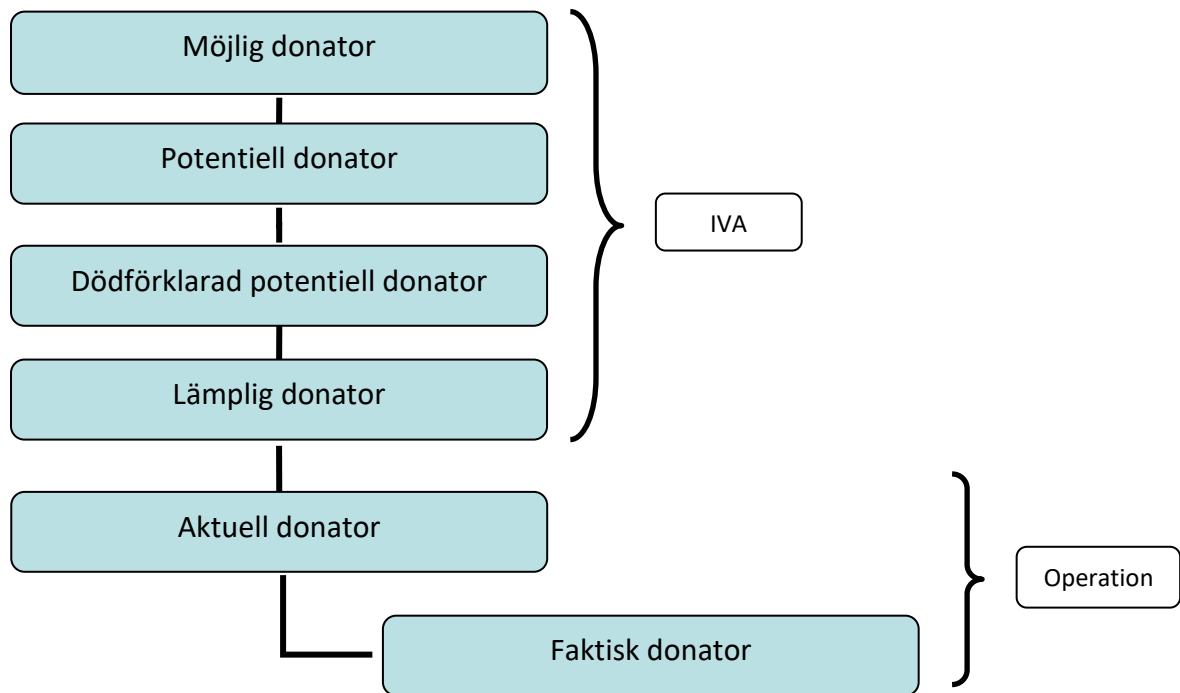 Möjlig donator
Potentiell donator
IVA
Dödförklarad potentiell donator
Lämplig donator
Aktuell donator
Operation
Faktisk donator